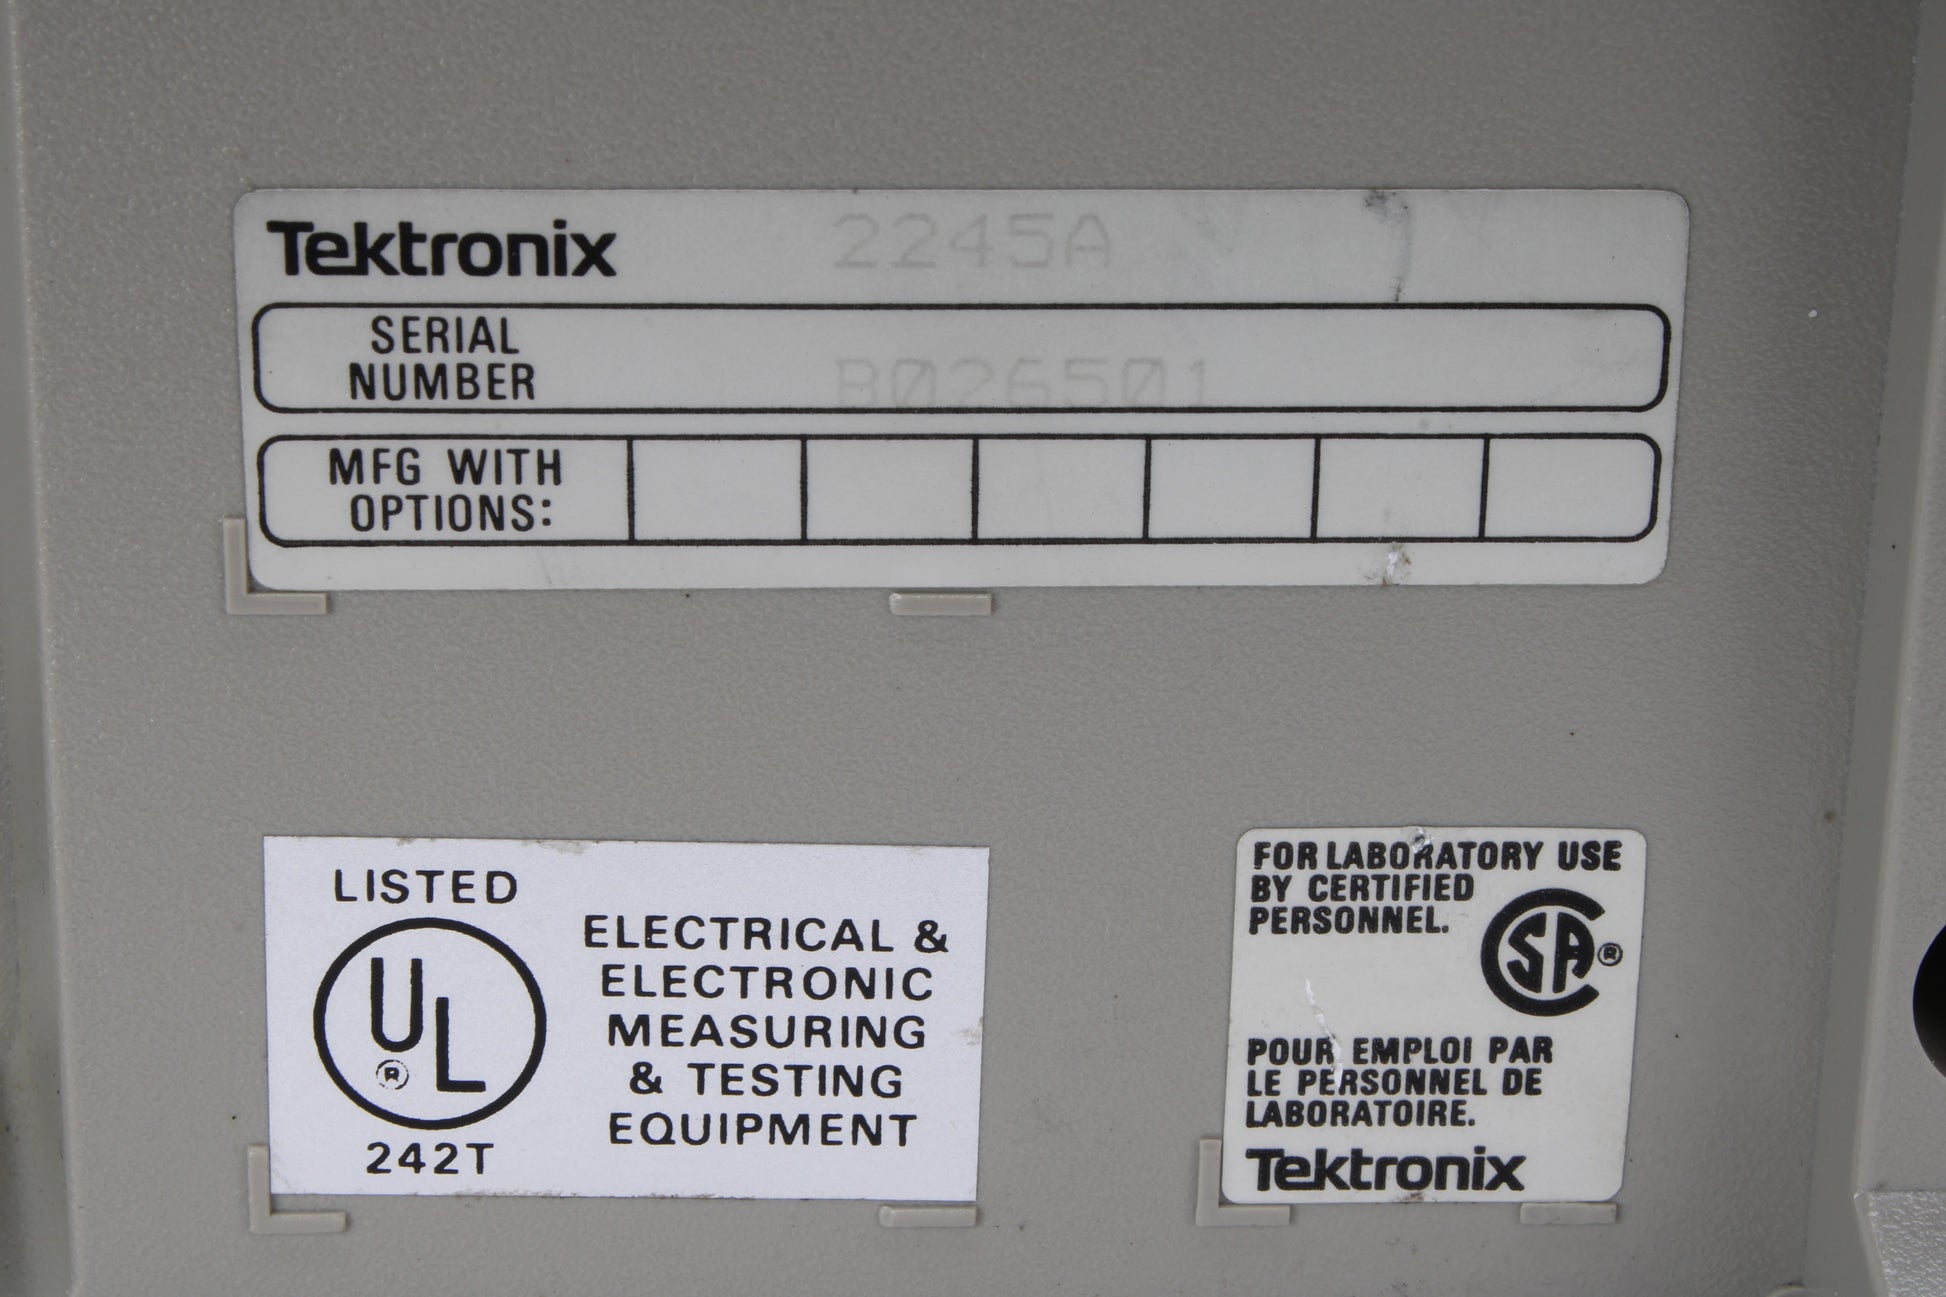 Tektronix 2245A
SERIAL
NUMBER
B026501
MFG WITH
OPTIONS:
LISTED
UL
®
242T
ELECTRICAL &
ELECTRONIC
MEASURING
& TESTING
EQUIPMENT
FOR LABORATORY USE
BY CERTIFIED
PERSONNEL.
CSA ®
POUR EMPLOI PAR
LE PERSONNEL DE
LABORATOIRE.
Tektronix